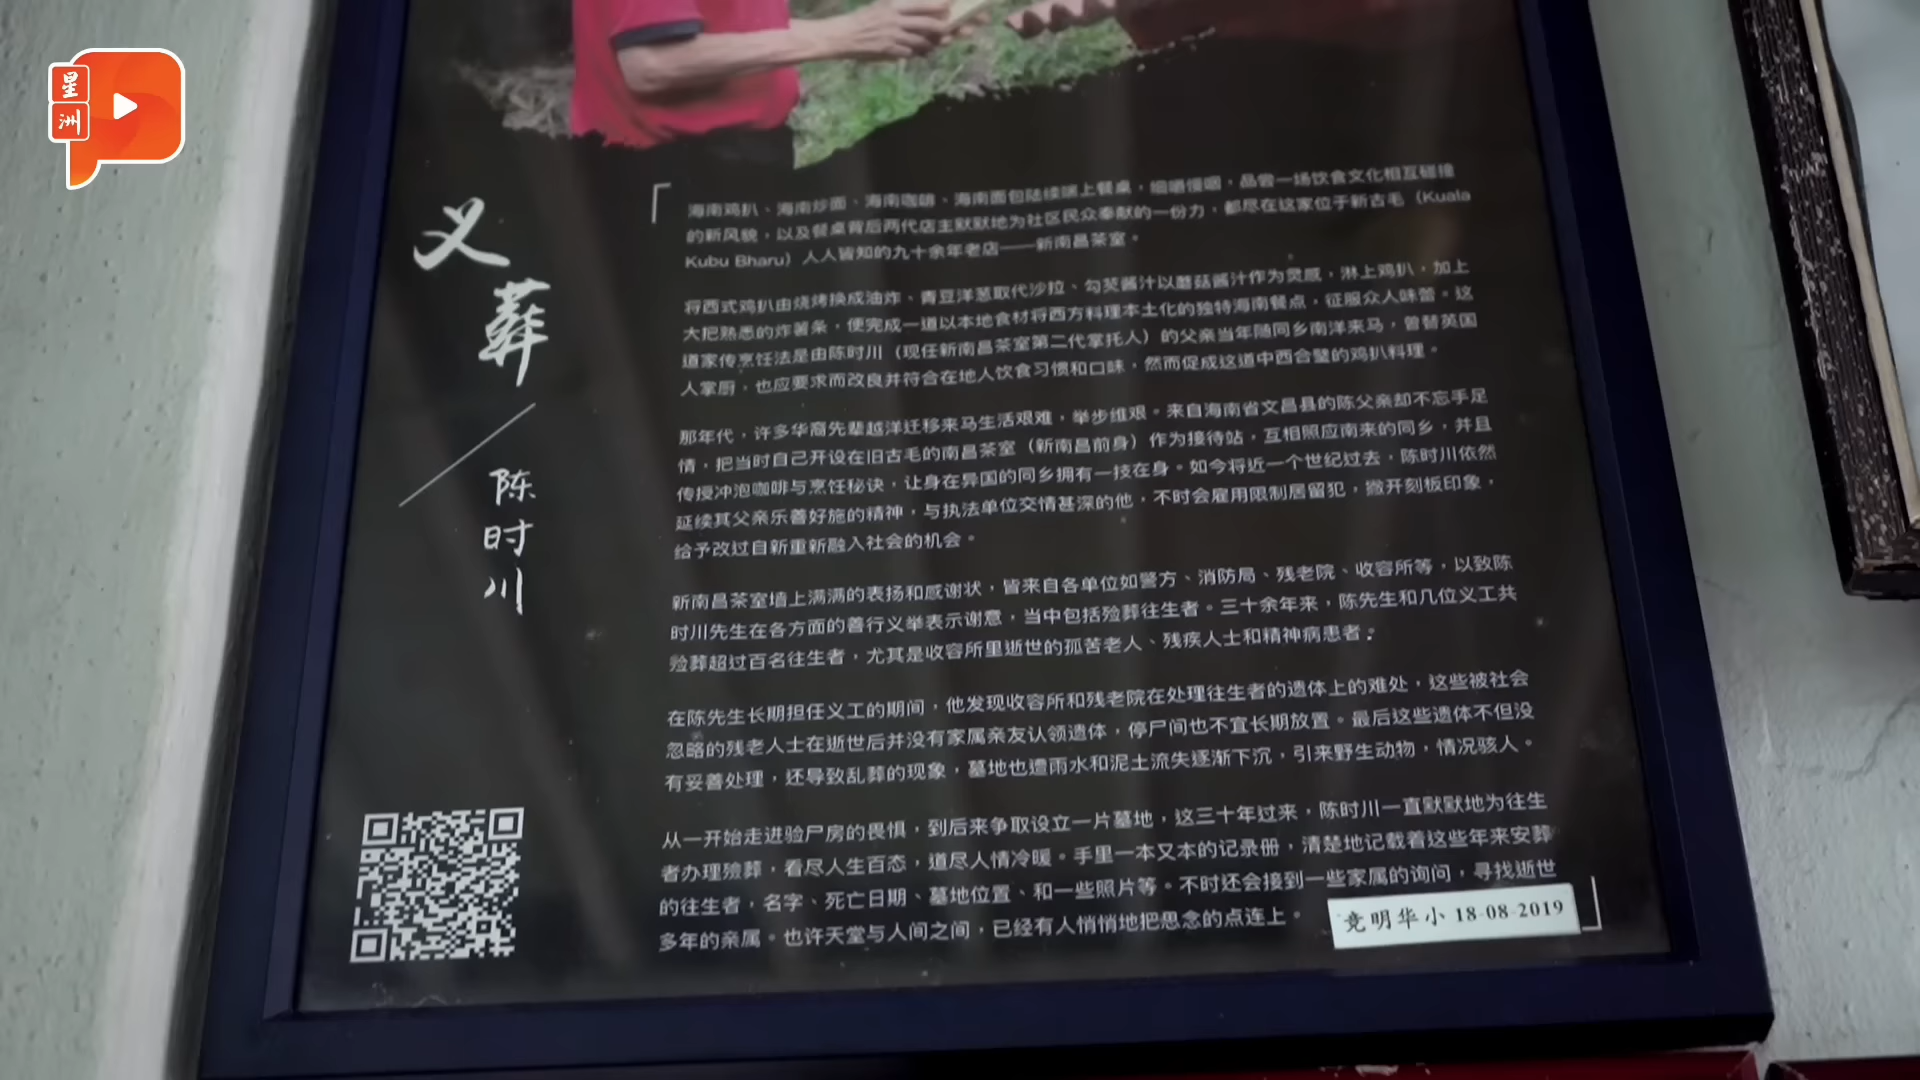 星洲
义葬
陈时川
「海南鸡扒、海南炒面、海南咖啡、海南面包陆续端上餐桌，细嚼慢咽，品尝一场饮食文化相互碰撞
的新风貌，以及餐桌背后两代店主默默地为社区民众奉献的一份力，都尽在这家位于新古毛（Kuala
Kubu Bharu）人人皆知的九十余年老店——新南昌茶室。
将西式鸡扒由烧烤换成油炸、青豆洋葱取代沙拉、勾芡酱汁以蘑菇酱汁作为灵感，淋上鸡扒，加上
大把熟悉的炸薯条，便完成一道以本地食材将西方料理本土化的独特海南餐点，征服众人味蕾。这
道家传烹饪法是由陈时川（现任新南昌茶室第二代掌托人）的父亲当年随同乡南洋来马，曾替英国
人掌厨，也应要求而改良并符合在地人饮食习惯和口味，然而促成这道中西合璧的鸡扒料理。
那年代，许多华裔先辈越洋迁移来马生活艰难，举步维艰。来自海南省文昌县的陈父亲却不忘手足
情，把当时自己开设在旧古毛的南昌茶室（新南昌前身）作为接待站，互相照应南来的同乡，并且
传授冲泡咖啡与烹饪秘诀，让身在异国的同乡拥有一技在身。如今将近一个世纪过去，陈时川依然
延续其父亲乐善好施的精神，与执法单位交情甚深的他，不时会雇用限制居留犯，撇开刻板印象，
给予改过自新重新融入社会的机会。
新南昌茶室墙上满满的表扬和感谢状，皆来自各单位如警方、消防局、残老院、收容所等，以致陈
时川先生在各方面的善行义举表示谢意，当中包括殓葬往生者。三十余年来，陈先生和几位义工共
殓葬超过百名往生者，尤其是收容所里逝世的孤苦老人、残疾人士和精神病患者。
在陈先生长期担任义工的期间，他发现收容所和残老院在处理往生者的遗体上的难处，这些被社会
忽略的残老人士在逝世后并没有家属亲友认领遗体，停尸间也不宜长期放置。最后这些遗体不但没
有妥善处理，还导致乱葬的现象，墓地也遭雨水和泥土流失逐渐下沉，引来野生动物，情况骇人。
从一开始走进验尸房的畏惧，到后来争取设立一片墓地，这三十年过来，陈时川一直默默地为往生
者办理殡葬，看尽人生百态，道尽人情冷暖。手里一本又本的记录册，清楚地记载着这些年来安葬
的往生者，名字、死亡日期、墓地位置、和一些照片等。不时还会接到一些家属的询问，寻找逝世
多年的亲属。也许天堂与人间之间，已经有人悄悄地把思念的点连上。」
竞明华小 18-08-2019